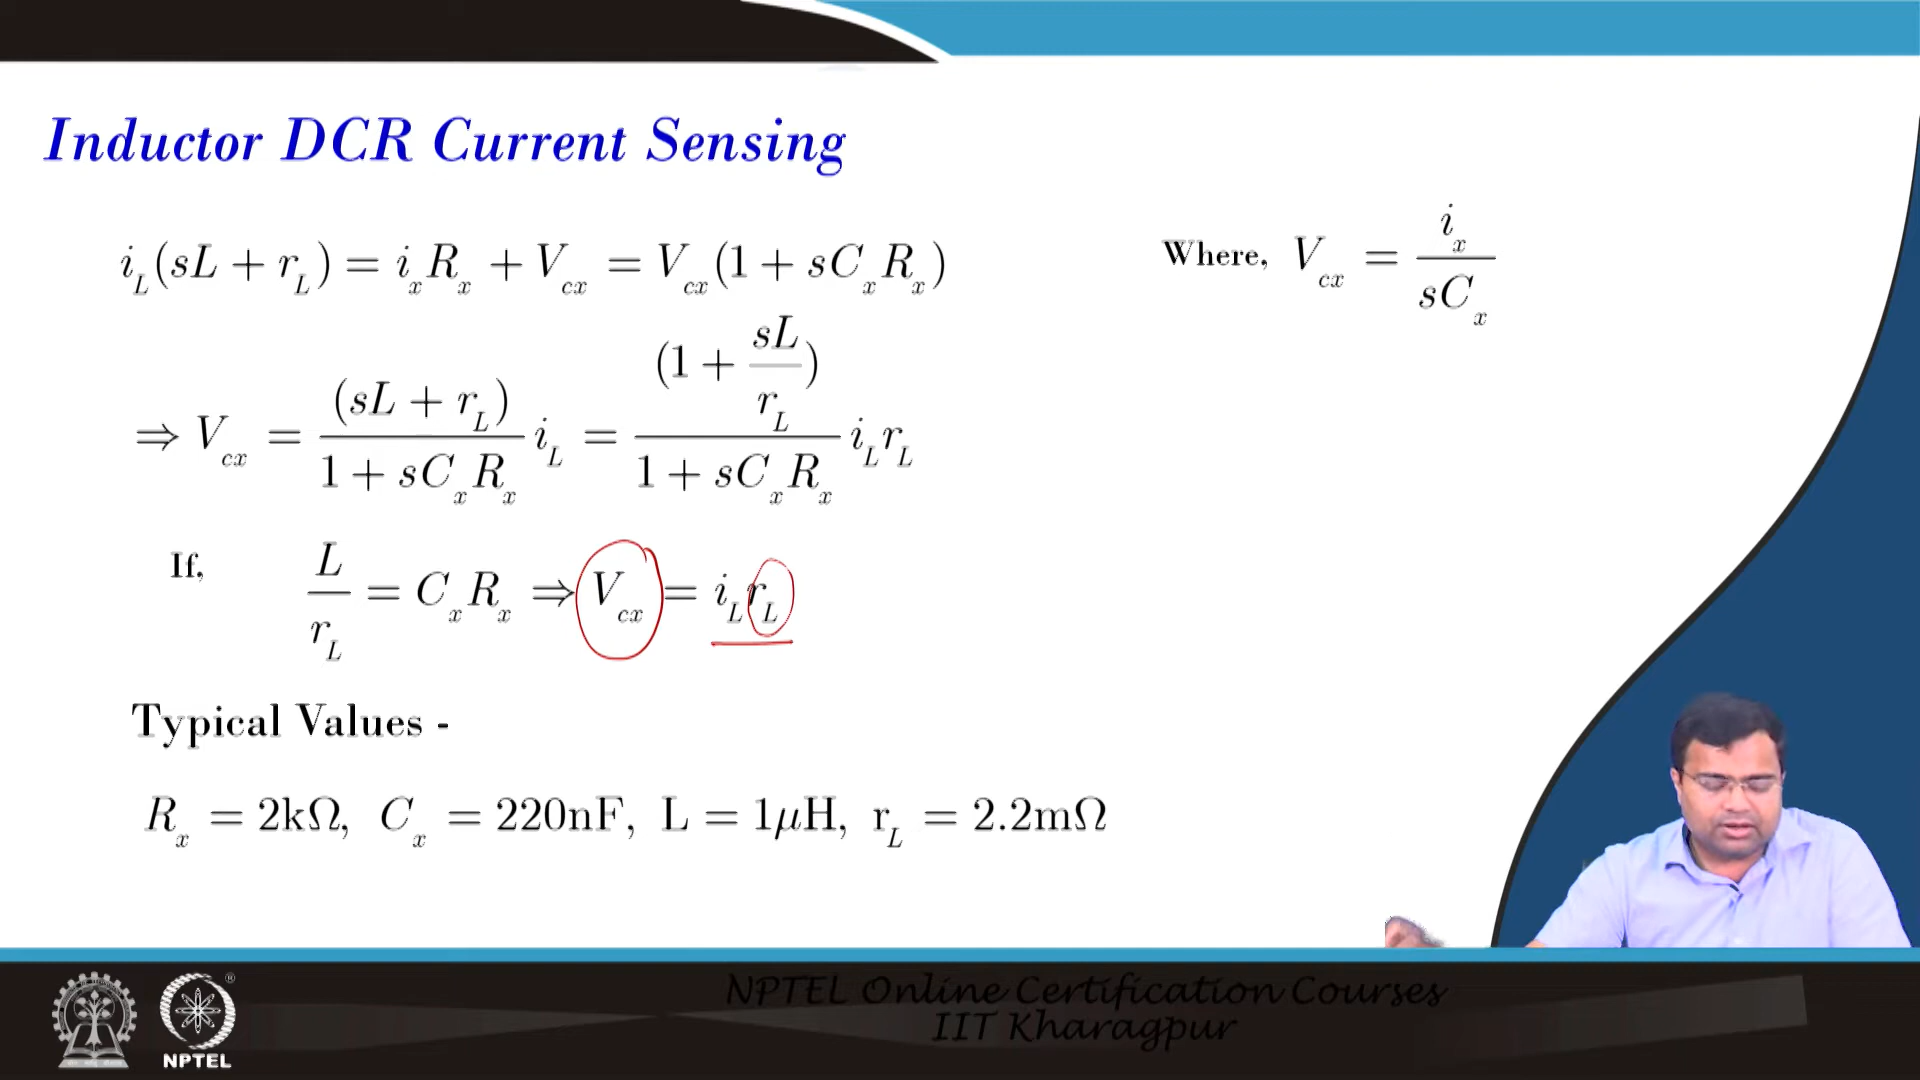 Inductor DCR Current Sensing
i_L(sL + r_L) = i_x R_x + V_cx = V_cx(1 + sC_x R_x)
Where, V_cx = i_x / sC_x
⇒ V_cx = (sL + r_L) / (1 + sC_x R_x) i_L = (1 + sL / r_L) / (1 + sC_x R_x) i_L r_L
If, L / r_L = C_x R_x ⇒ V_cx = i_L r_L
Typical Values -
R_x = 2kΩ, C_x = 220nF, L = 1μH, r_L = 2.2mΩ
NPTEL Online Certification Courses
IIT Kharagpur
®
NPTEL